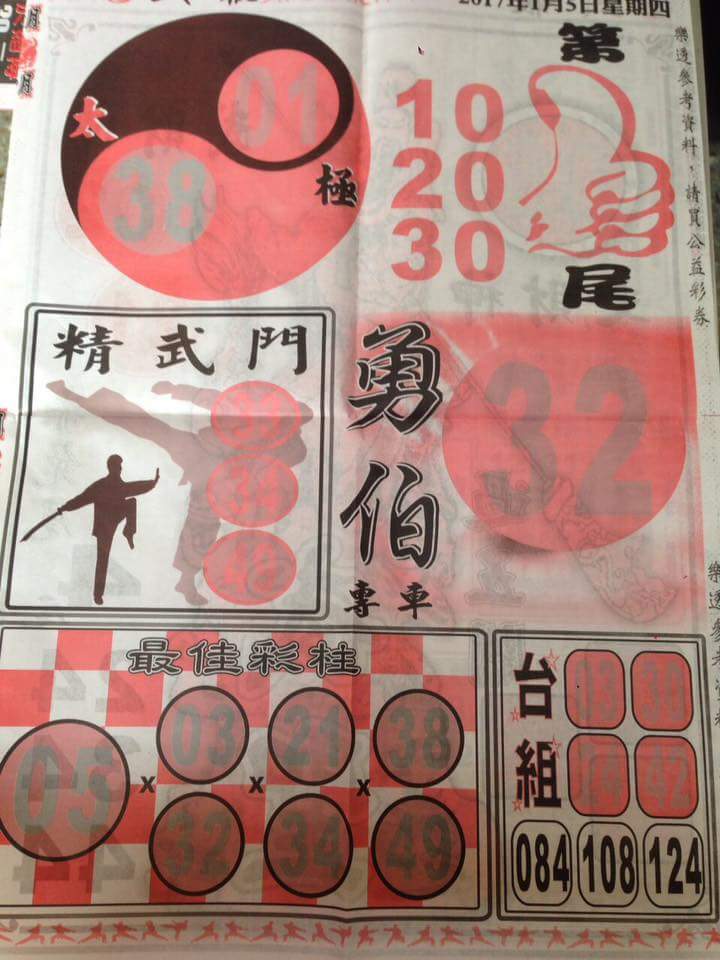 2017年1月5日星期四
太
01
38
極
第
10
20
30
尾
樂透參考資料，請買公益彩券
精武門
勇伯
專車
32
最佳彩柱
05 x 03 x 21 x 38
32 34 49
台組
03 38
42
084 108 124